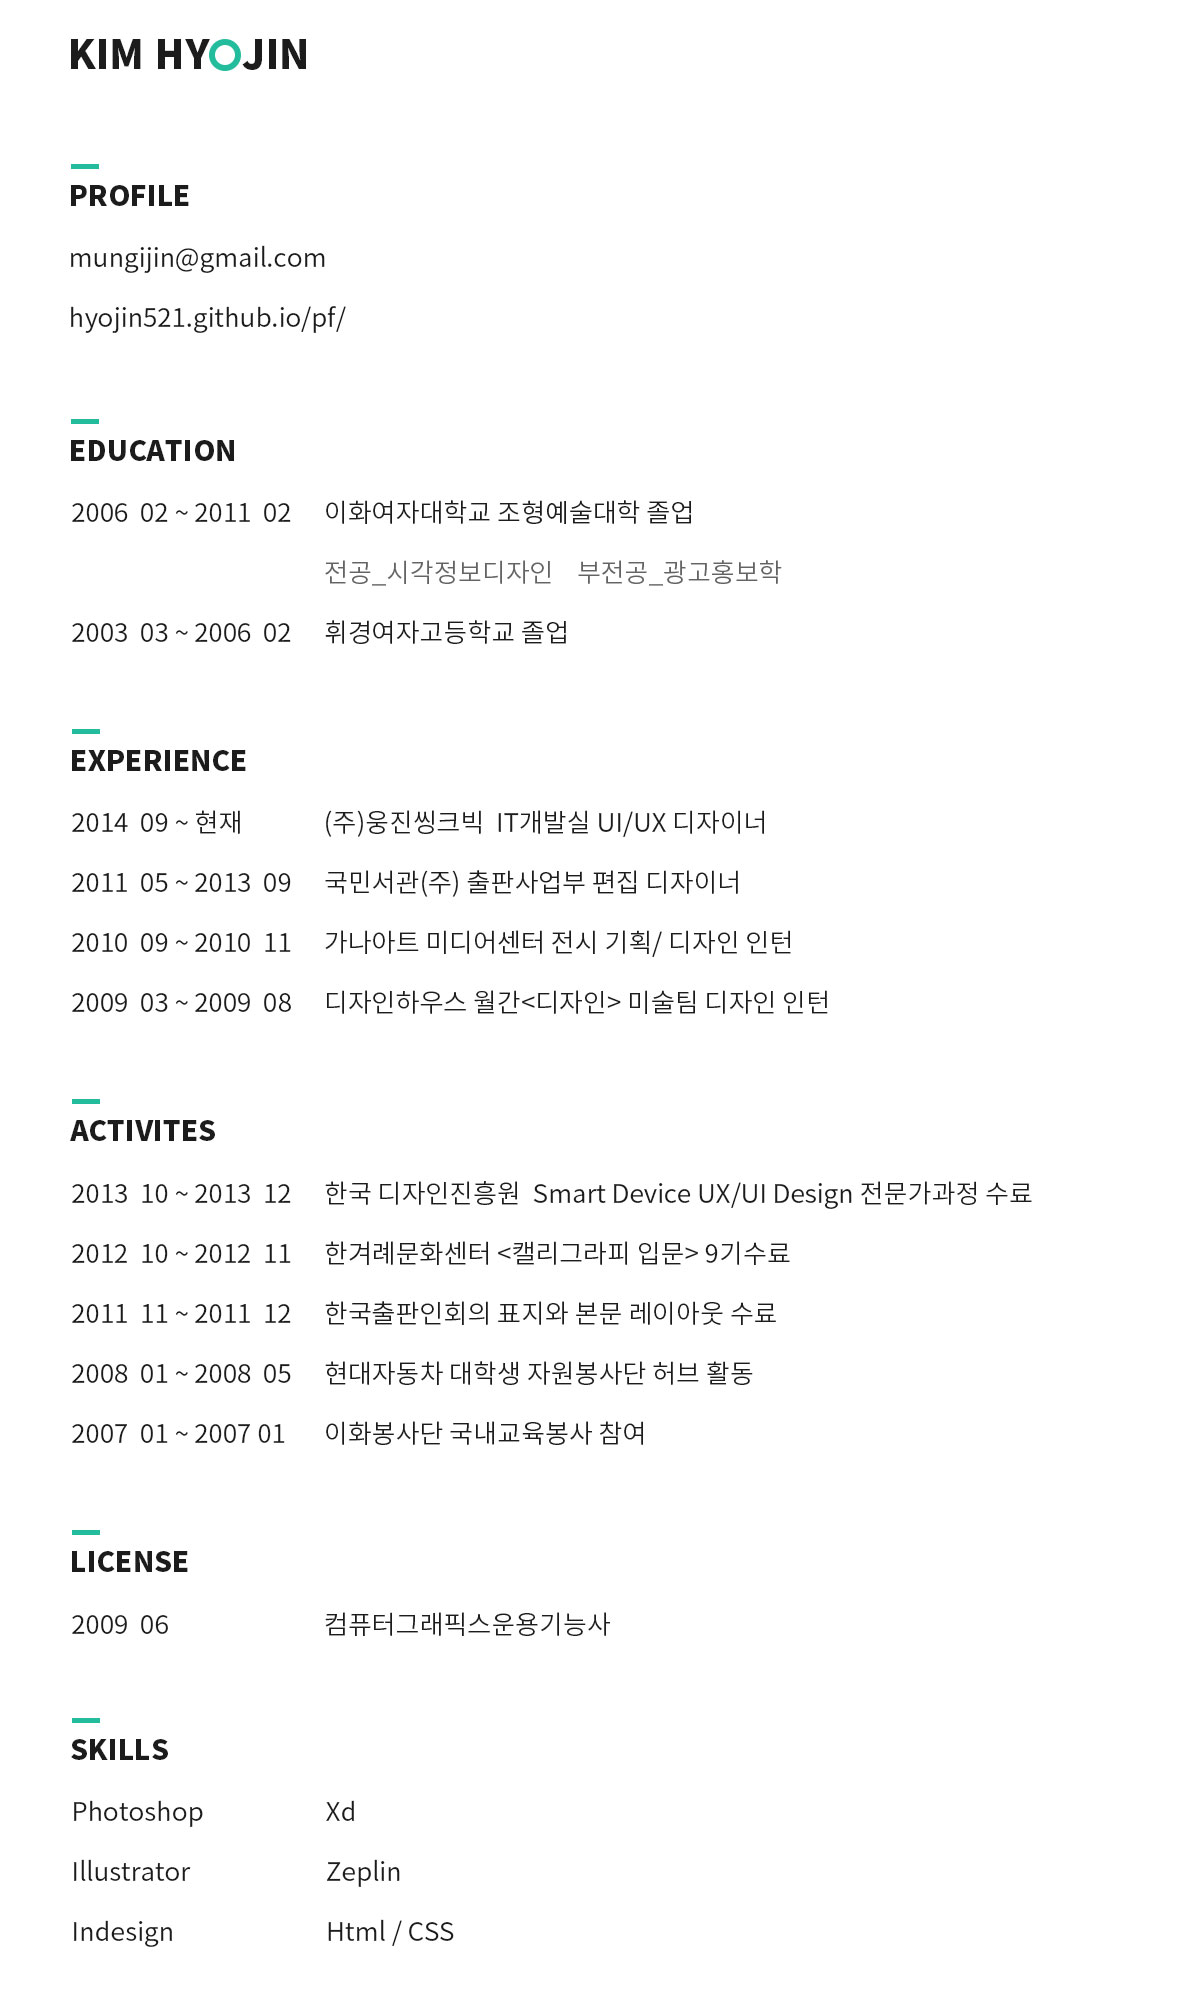 KIM HYOJIN
PROFILE
mungijin@gmail.com
hyojin521.github.io/pf/
EDUCATION
2006 02 ~ 2011 02 이화여자대학교 조형예술대학 졸업
전공_시각정보디자인 부전공_광고홍보학
2003 03 ~ 2006 02 휘경여자고등학교 졸업
EXPERIENCE
2014 09 ~ 현재 (주)웅진씽크빅 IT개발실 UI/UX 디자이너
2011 05 ~ 2013 09 국민서관(주) 출판사업부 편집 디자이너
2010 09 ~ 2010 11 가나아트 미디어센터 전시 기획/ 디자인 인턴
2009 03 ~ 2009 08 디자인하우스 월간<디자인> 미술팀 디자인 인턴
ACTIVITES
2013 10 ~ 2013 12 한국 디자인진흥원 Smart Device UX/UI Design 전문가과정 수료
2012 10 ~ 2012 11 한겨레문화센터 <캘리그라피 입문> 9기수료
2011 11 ~ 2011 12 한국출판인회의 표지와 본문 레이아웃 수료
2008 01 ~ 2008 05 현대자동차 대학생 자원봉사단 허브 활동
2007 01 ~ 2007 01 이화봉사단 국내교육봉사 참여
LICENSE
2009 06 컴퓨터그래픽스운용기능사
SKILLS
Photoshop Xd
Illustrator Zeplin
Indesign Html / CSS